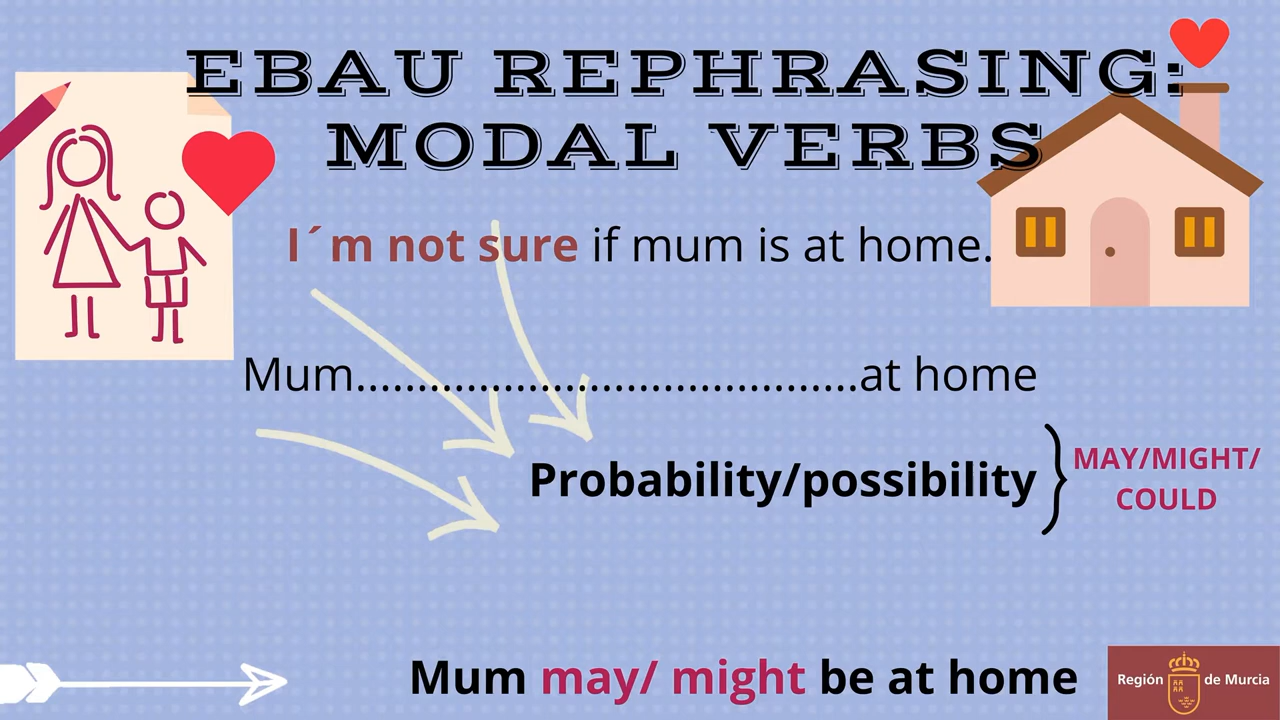 EBAU REPHRASING:
MODAL VERBS
I´m not sure if mum is at home.
Mum...........................................at home
Probability/possibility
MAY/MIGHT/
COULD
Mum may/ might be at home
Región de Murcia